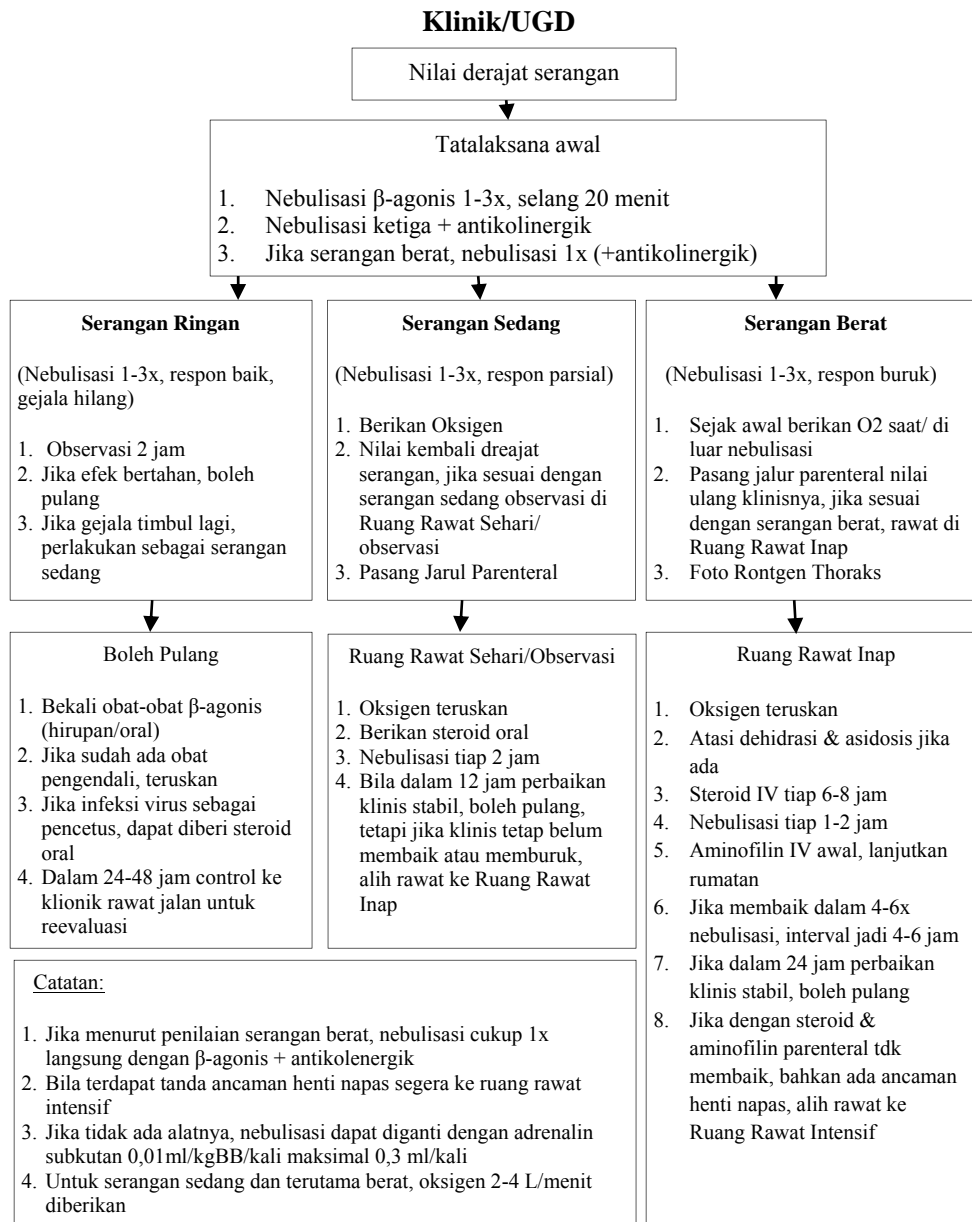 Klinik/UGD
Nilai derajat serangan
Tatalaksana awal
1. Nebulisasi β-agonis 1-3x, selang 20 menit
2. Nebulisasi ketiga + antikolinergik
3. Jika serangan berat, nebulisasi 1x (+antikolinergik)
Serangan Ringan
(Nebulisasi 1-3x, respon baik,
gejala hilang)
1. Observasi 2 jam
2. Jika efek bertahan, boleh
pulang
3. Jika gejala timbul lagi,
perlakukan sebagai serangan
sedang
Serangan Sedang
(Nebulisasi 1-3x, respon parsial)
1. Berikan Oksigen
2. Nilai kembali dreajat
serangan, jika sesuai dengan
serangan sedang observasi di
Ruang Rawat Sehari/
observasi
3. Pasang Jarul Parenteral
Serangan Berat
(Nebulisasi 1-3x, respon buruk)
1. Sejak awal berikan O2 saat/ di
luar nebulisasi
2. Pasang jalur parenteral nilai
ulang klinisnya, jika sesuai
dengan serangan berat, rawat di
Ruang Rawat Inap
3. Foto Rontgen Thoraks
Boleh Pulang
1. Bekali obat-obat β-agonis
(hirupan/oral)
2. Jika sudah ada obat
pengendali, teruskan
3. Jika infeksi virus sebagai
pencetus, dapat diberi steroid
oral
4. Dalam 24-48 jam control ke
klionik rawat jalan untuk
reevaluasi
Ruang Rawat Sehari/Observasi
1. Oksigen teruskan
2. Berikan steroid oral
3. Nebulisasi tiap 2 jam
4. Bila dalam 12 jam perbaikan
klinis stabil, boleh pulang,
tetapi jika klinis tetap belum
membaik atau memburuk,
alih rawat ke Ruang Rawat
Inap
Ruang Rawat Inap
1. Oksigen teruskan
2. Atasi dehidrasi & asidosis jika
ada
3. Steroid IV tiap 6-8 jam
4. Nebulisasi tiap 1-2 jam
5. Aminofilin IV awal, lanjutkan
rumatan
6. Jika membaik dalam 4-6x
nebulisasi, interval jadi 4-6 jam
7. Jika dalam 24 jam perbaikan
klinis stabil, boleh pulang
8. Jika dengan steroid &
aminofilin parenteral tdk
membaik, bahkan ada ancaman
henti napas, alih rawat ke
Ruang Rawat Intensif
Catatan:
1. Jika menurut penilaian serangan berat, nebulisasi cukup 1x
langsung dengan β-agonis + antikolenergik
2. Bila terdapat tanda ancaman henti napas segera ke ruang rawat
intensif
3. Jika tidak ada alatnya, nebulisasi dapat diganti dengan adrenalin
subkutan 0,01ml/kgBB/kali maksimal 0,3 ml/kali
4. Untuk serangan sedang dan terutama berat, oksigen 2-4 L/menit
diberikan